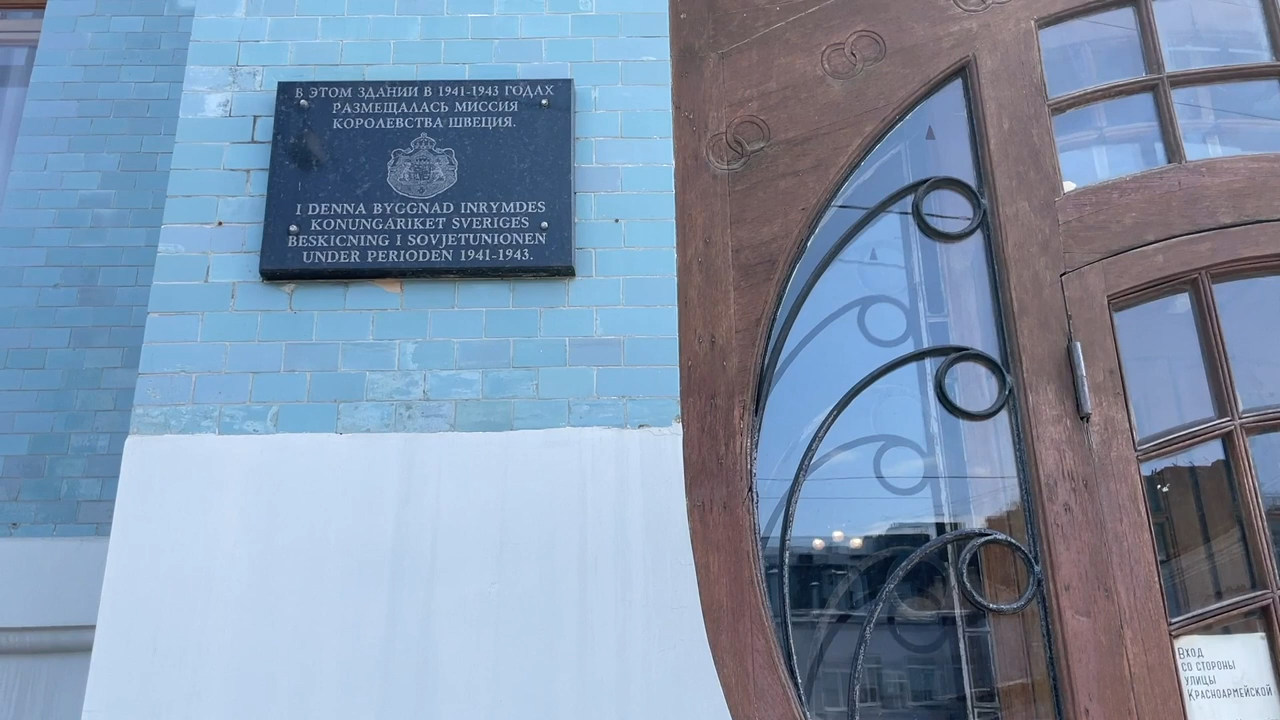 В ЭТОМ ЗДАНИИ В 1941-1943 ГОДАХ
РАЗМЕЩАЛАСЬ МИССИЯ
КОРОЛЕВСТВА ШВЕЦИЯ.
I DENNA BYGGNAD INRYMDES
KONUNGARIKET SVERIGES
BESKICNING I SOVJETUNIONEN
UNDER PERIODEN 1941-1943.
Вход
со стороны
улицы
Красноармейской